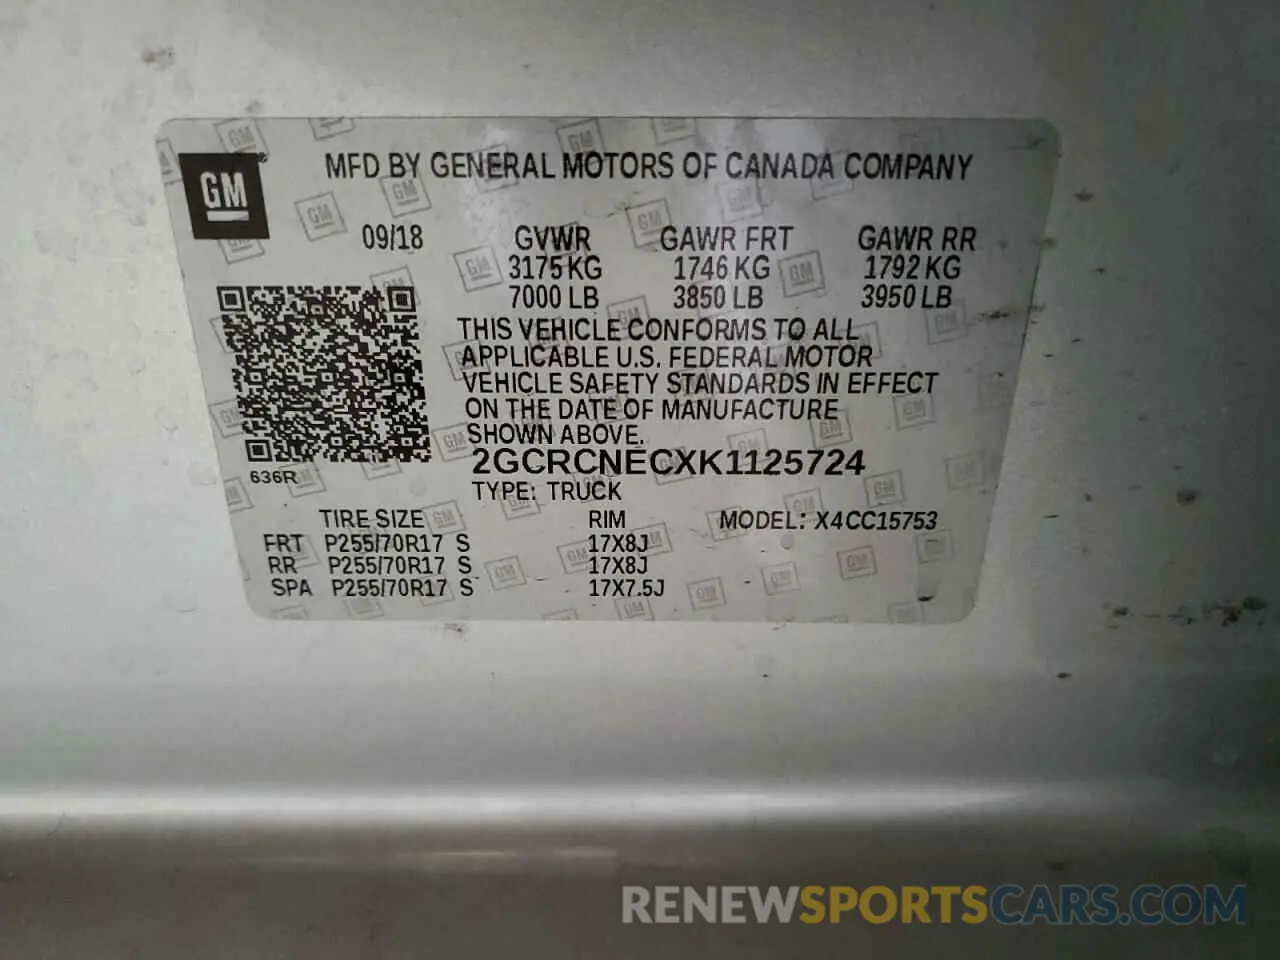 GM
MFD BY GENERAL MOTORS OF CANADA COMPANY
09/18 GVWR GAWR FRT GAWR RR
3175 KG 1746 KG 1792 KG
7000 LB 3850 LB 3950 LB
THIS VEHICLE CONFORMS TO ALL
APPLICABLE U.S. FEDERAL MOTOR
VEHICLE SAFETY STANDARDS IN EFFECT
ON THE DATE OF MANUFACTURE
SHOWN ABOVE.
636R
2GCRCNECXK1125724
TYPE: TRUCK
TIRE SIZE RIM MODEL: X4CC15753
FRT P255/70R17 S 17X8J
RR P255/70R17 S 17X8J
SPA P255/70R17 S 17X7.5J
RENEWSPORTSCARS.COM